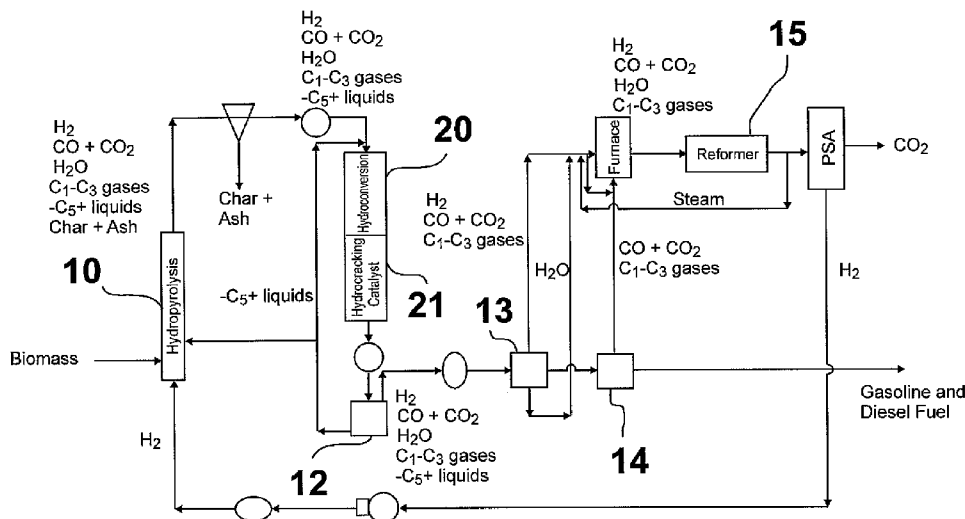 H2
CO + CO2
H2O
C1-C3 gases
-C5+ liquids
Char + Ash
10
Hydropyrolysis
Biomass
H2
Char +
Ash
H2
CO + CO2
H2O
C1-C3 gases
-C5+ liquids
20
Hydroconversion
Hydrocracking
Catalyst
21
-C5+ liquids
12
H2
CO + CO2
H2O
C1-C3 gases
-C5+ liquids
H2
CO + CO2
C1-C3 gases
13
H2O
H2
CO + CO2
H2O
C1-C3 gases
Furnace
15
Reformer
Steam
CO + CO2
C1-C3 gases
14
PSA
CO2
H2
Gasoline and
Diesel Fuel